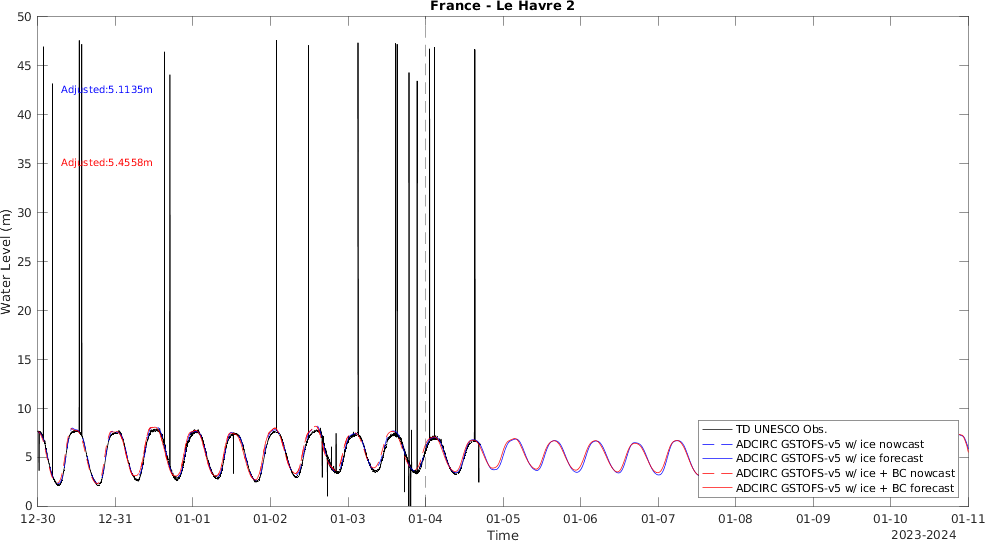 France - Le Havre 2
50
45
40
35
30
25
20
15
10
5
0
Water Level (m)
Adjusted:5.1135m
Adjusted:5.4558m
TD UNESCO Obs.
ADCIRC GSTOFS-v5 w/ ice nowcast
ADCIRC GSTOFS-v5 w/ ice forecast
ADCIRC GSTOFS-v5 w/ ice + BC nowcast
ADCIRC GSTOFS-v5 w/ ice + BC forecast
12-30 12-31 01-01 01-02 01-03 01-04 01-05 01-06 01-07 01-08 01-09 01-10 01-11
Time
2023-2024